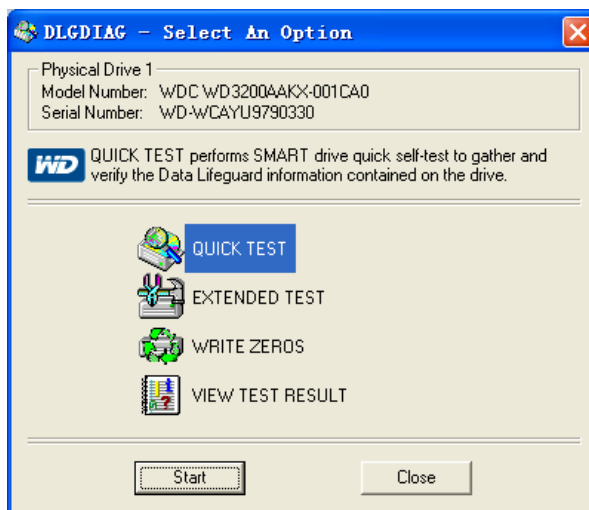 DLGDIAG - Select An Option
Physical Drive 1
Model Number: WDC WD3200AAKX-001CA0
Serial Number: WD-WCAYU9790330
WD
QUICK TEST performs SMART drive quick self-test to gather and
verify the Data Lifeguard information contained on the drive.
QUICK TEST
EXTENDED TEST
WRITE ZEROS
VIEW TEST RESULT
Start
Close